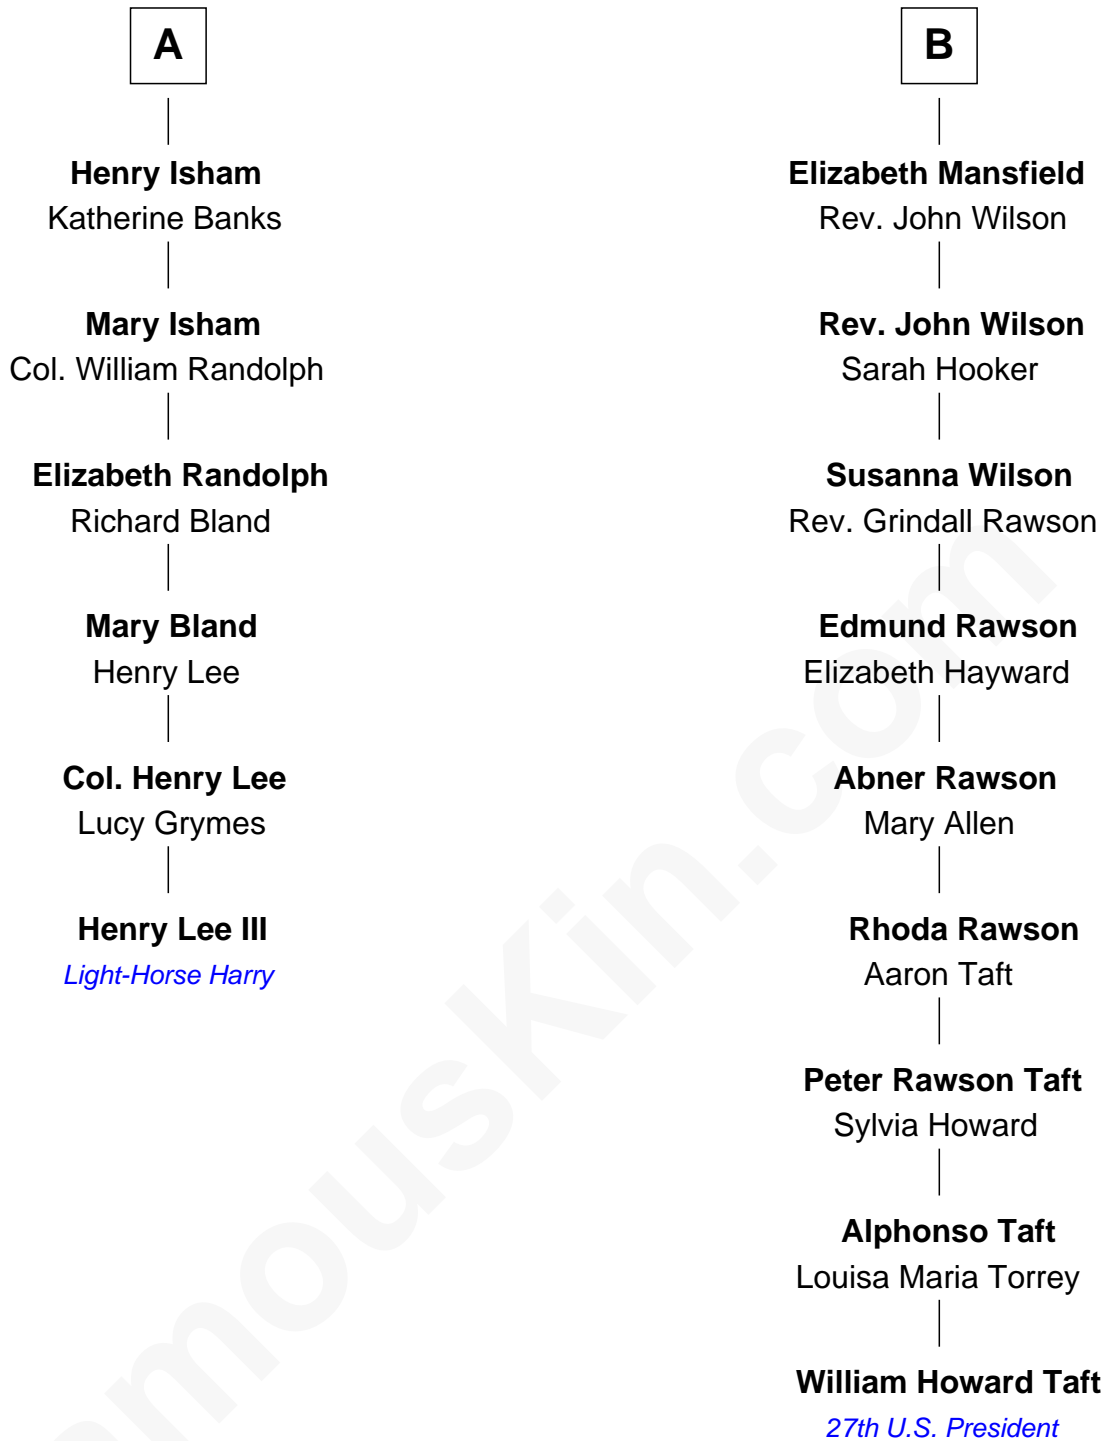 A
Henry Isham
Katherine Banks
Mary Isham
Col. William Randolph
Elizabeth Randolph
Richard Bland
Mary Bland
Henry Lee
Col. Henry Lee
Lucy Grymes
Henry Lee III
Light-Horse Harry
B
Elizabeth Mansfield
Rev. John Wilson
Rev. John Wilson
Sarah Hooker
Susanna Wilson
Rev. Grindall Rawson
Edmund Rawson
Elizabeth Hayward
Abner Rawson
Mary Allen
Rhoda Rawson
Aaron Taft
Peter Rawson Taft
Sylvia Howard
Alphonso Taft
Louisa Maria Torrey
William Howard Taft
27th U.S. President
amouskin.com